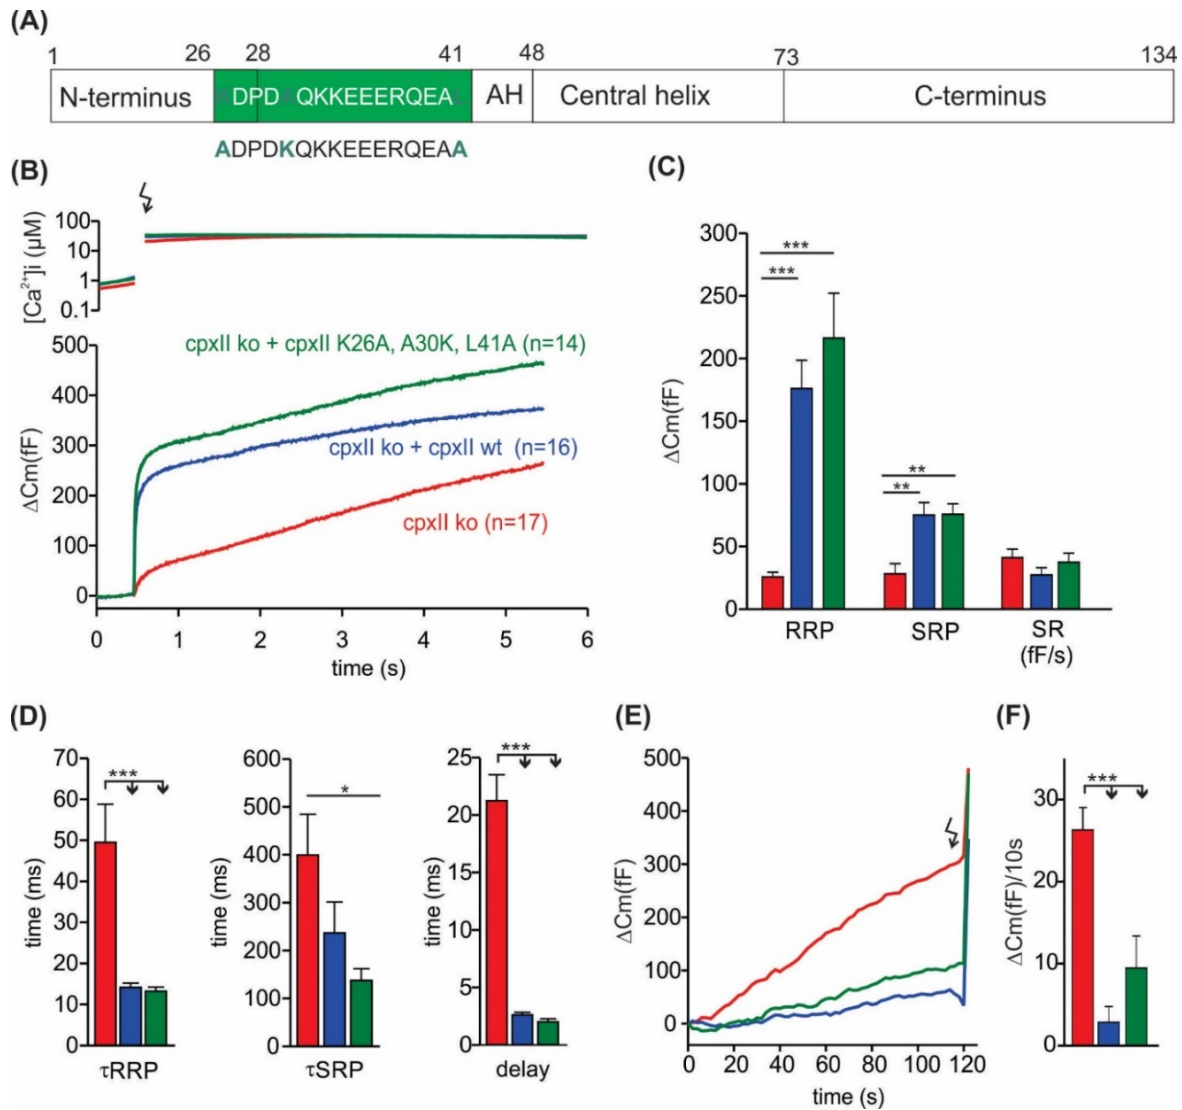 (A)
1 26 28 41 48 73 134
N-terminus DPD QKKEEERQEA AH Central helix C-terminus
ADPDKQKKEEERQEAA
(B)
[Ca2+]i (µM)
100
10
1
0.1
ΔCm(fF)
500
400
300
200
100
0
cpxII ko + cpxII K26A, A30K, L41A (n=14)
cpxII ko + cpxII wt (n=16)
cpxII ko (n=17)
0 1 2 3 4 5 6
time (s)
(C)
ΔCm(fF)
300
250
200
150
100
50
0
***
***
**
**
RRP SRP SR
(fF/s)
(D)
time (ms)
70
60
50
40
30
20
10
0
***
τRRP
time (ms)
600
500
400
300
200
100
0
*
τSRP
time (ms)
25
20
15
10
5
0
***
delay
(E)
ΔCm(fF)
500
400
300
200
100
0
0 20 40 60 80 100 120
time (s)
(F)
ΔCm(fF)/10s
30
20
10
0
***